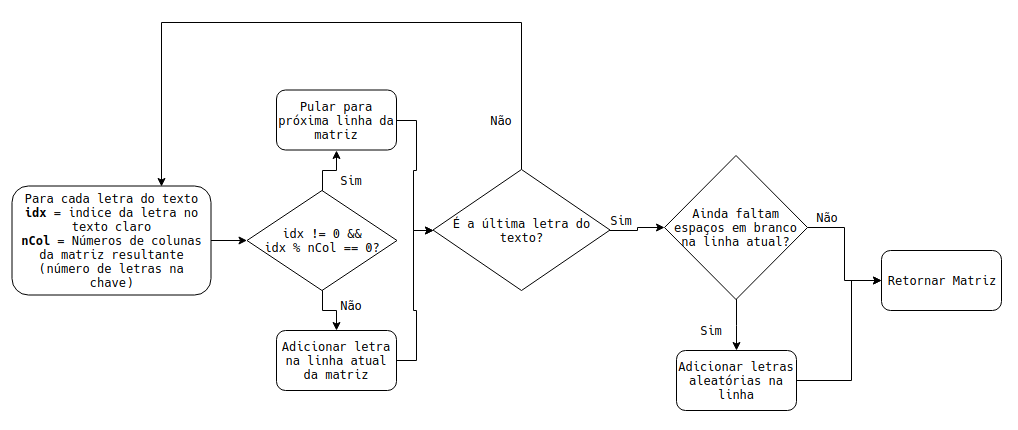 Para cada letra do texto
idx = indice da letra no
texto claro
nCol = Números de colunas
da matriz resultante
(número de letras na
chave)
Pular para
próxima linha da
matriz
Sim
idx != 0 &&
idx % nCol == 0?
Não
Adicionar letra
na linha atual
da matriz
Não
É a última letra do
texto?
Sim
Ainda faltam
espaços em branco
na linha atual?
Sim
Adicionar letras
aleatórias na
linha
Não
Retornar Matriz